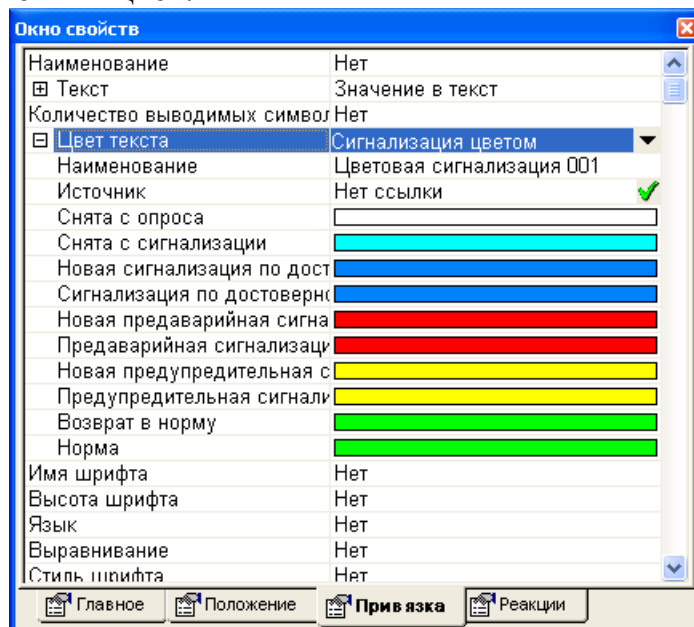 Окно свойств
Наименование Нет
Текст Значение в текст
Количество выводимых символ Нет
Цвет текста Сигнализация цветом
Наименование Цветовая сигнализация 001
Источник Нет ссылки
Снята с опроса
Снята с сигнализации
Новая сигнализация по дост
Сигнализация по достоверно
Новая предаварийная сигна
Предаварийная сигнализаци
Новая предупредительная с
Предупредительная сигнали
Возврат в норму
Норма
Имя шрифта Нет
Высота шрифта Нет
Язык Нет
Выравнивание Нет
Стиль шрифта Нет
Главное Положение Привязка Реакции